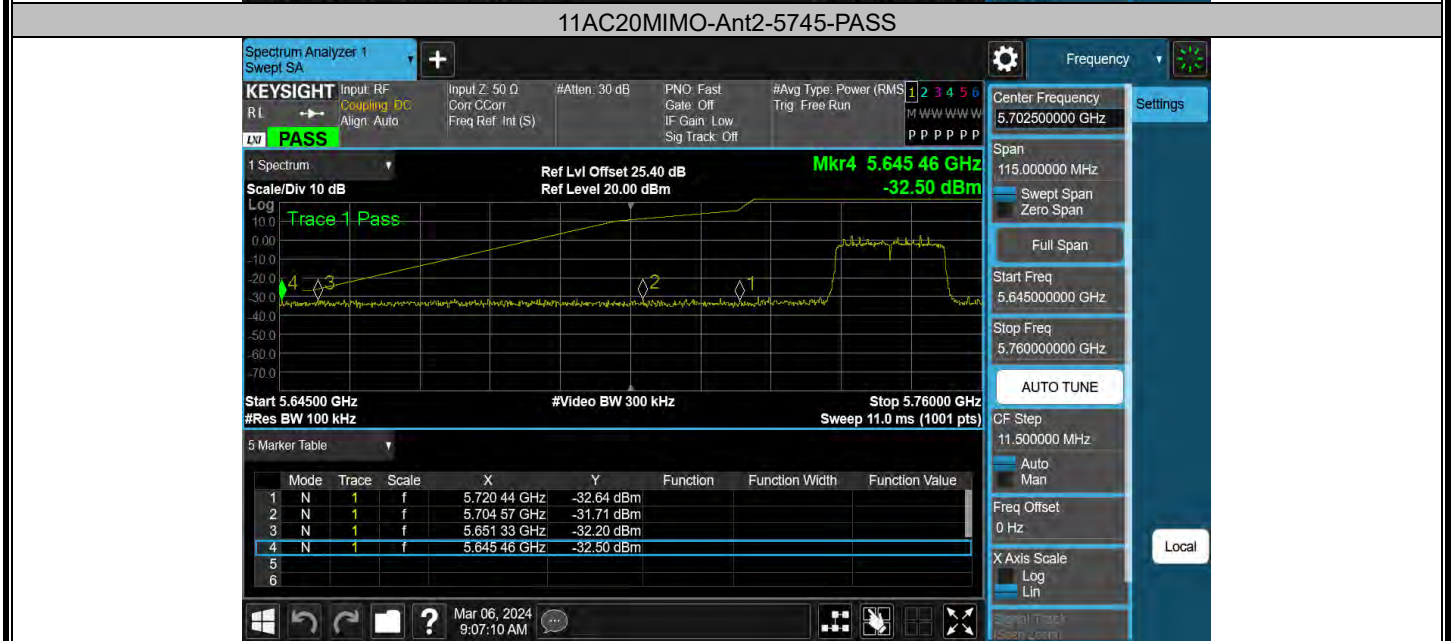 11AC20MIMO-Ant2-5745-PASS
Spectrum Analyzer 1
Swept SA
Frequency
KEYSIGHT
RL
LXI
PASS
Input: RF
Coupling: DC
Align: Auto
Input Z: 50 Ω
Corr CCorr
Freq Ref: Int (S)
#Atten: 30 dB
PNO: Fast
Gate: Off
IF Gain: Low
Sig Track: Off
#Avg Type: Power (RMS
Trig: Free Run
1 2 3 4 5 6
M W W W W W
P P P P P P
1 Spectrum
Scale/Div 10 dB
Ref Lvl Offset 25.40 dB
Ref Level 20.00 dBm
Mkr4 5.645 46 GHz
-32.50 dBm
Log
Trace 1 Pass
10.0
0.00
-10.0
-20.0
-30.0
-40.0
-50.0
-60.0
-70.0
4
3
2
1
Start 5.64500 GHz
#Res BW 100 kHz
#Video BW 300 kHz
Stop 5.76000 GHz
Sweep 11.0 ms (1001 pts)
5 Marker Table
Mode Trace Scale X Y Function Function Width Function Value
1 N 1 f 5.720 44 GHz -32.64 dBm
2 N 1 f 5.704 57 GHz -31.71 dBm
3 N 1 f 5.651 33 GHz -32.20 dBm
4 N 1 f 5.645 46 GHz -32.50 dBm
5
6
Mar 06, 2024
9:07:10 AM
Center Frequency
5.702500000 GHz
Settings
Span
115.000000 MHz
Swept Span
Zero Span
Full Span
Start Freq
5.645000000 GHz
Stop Freq
5.760000000 GHz
AUTO TUNE
CF Step
11.500000 MHz
Auto
Man
Freq Offset
0 Hz
X Axis Scale
Log
Lin
Local
Signal Track
(Span Zoom)